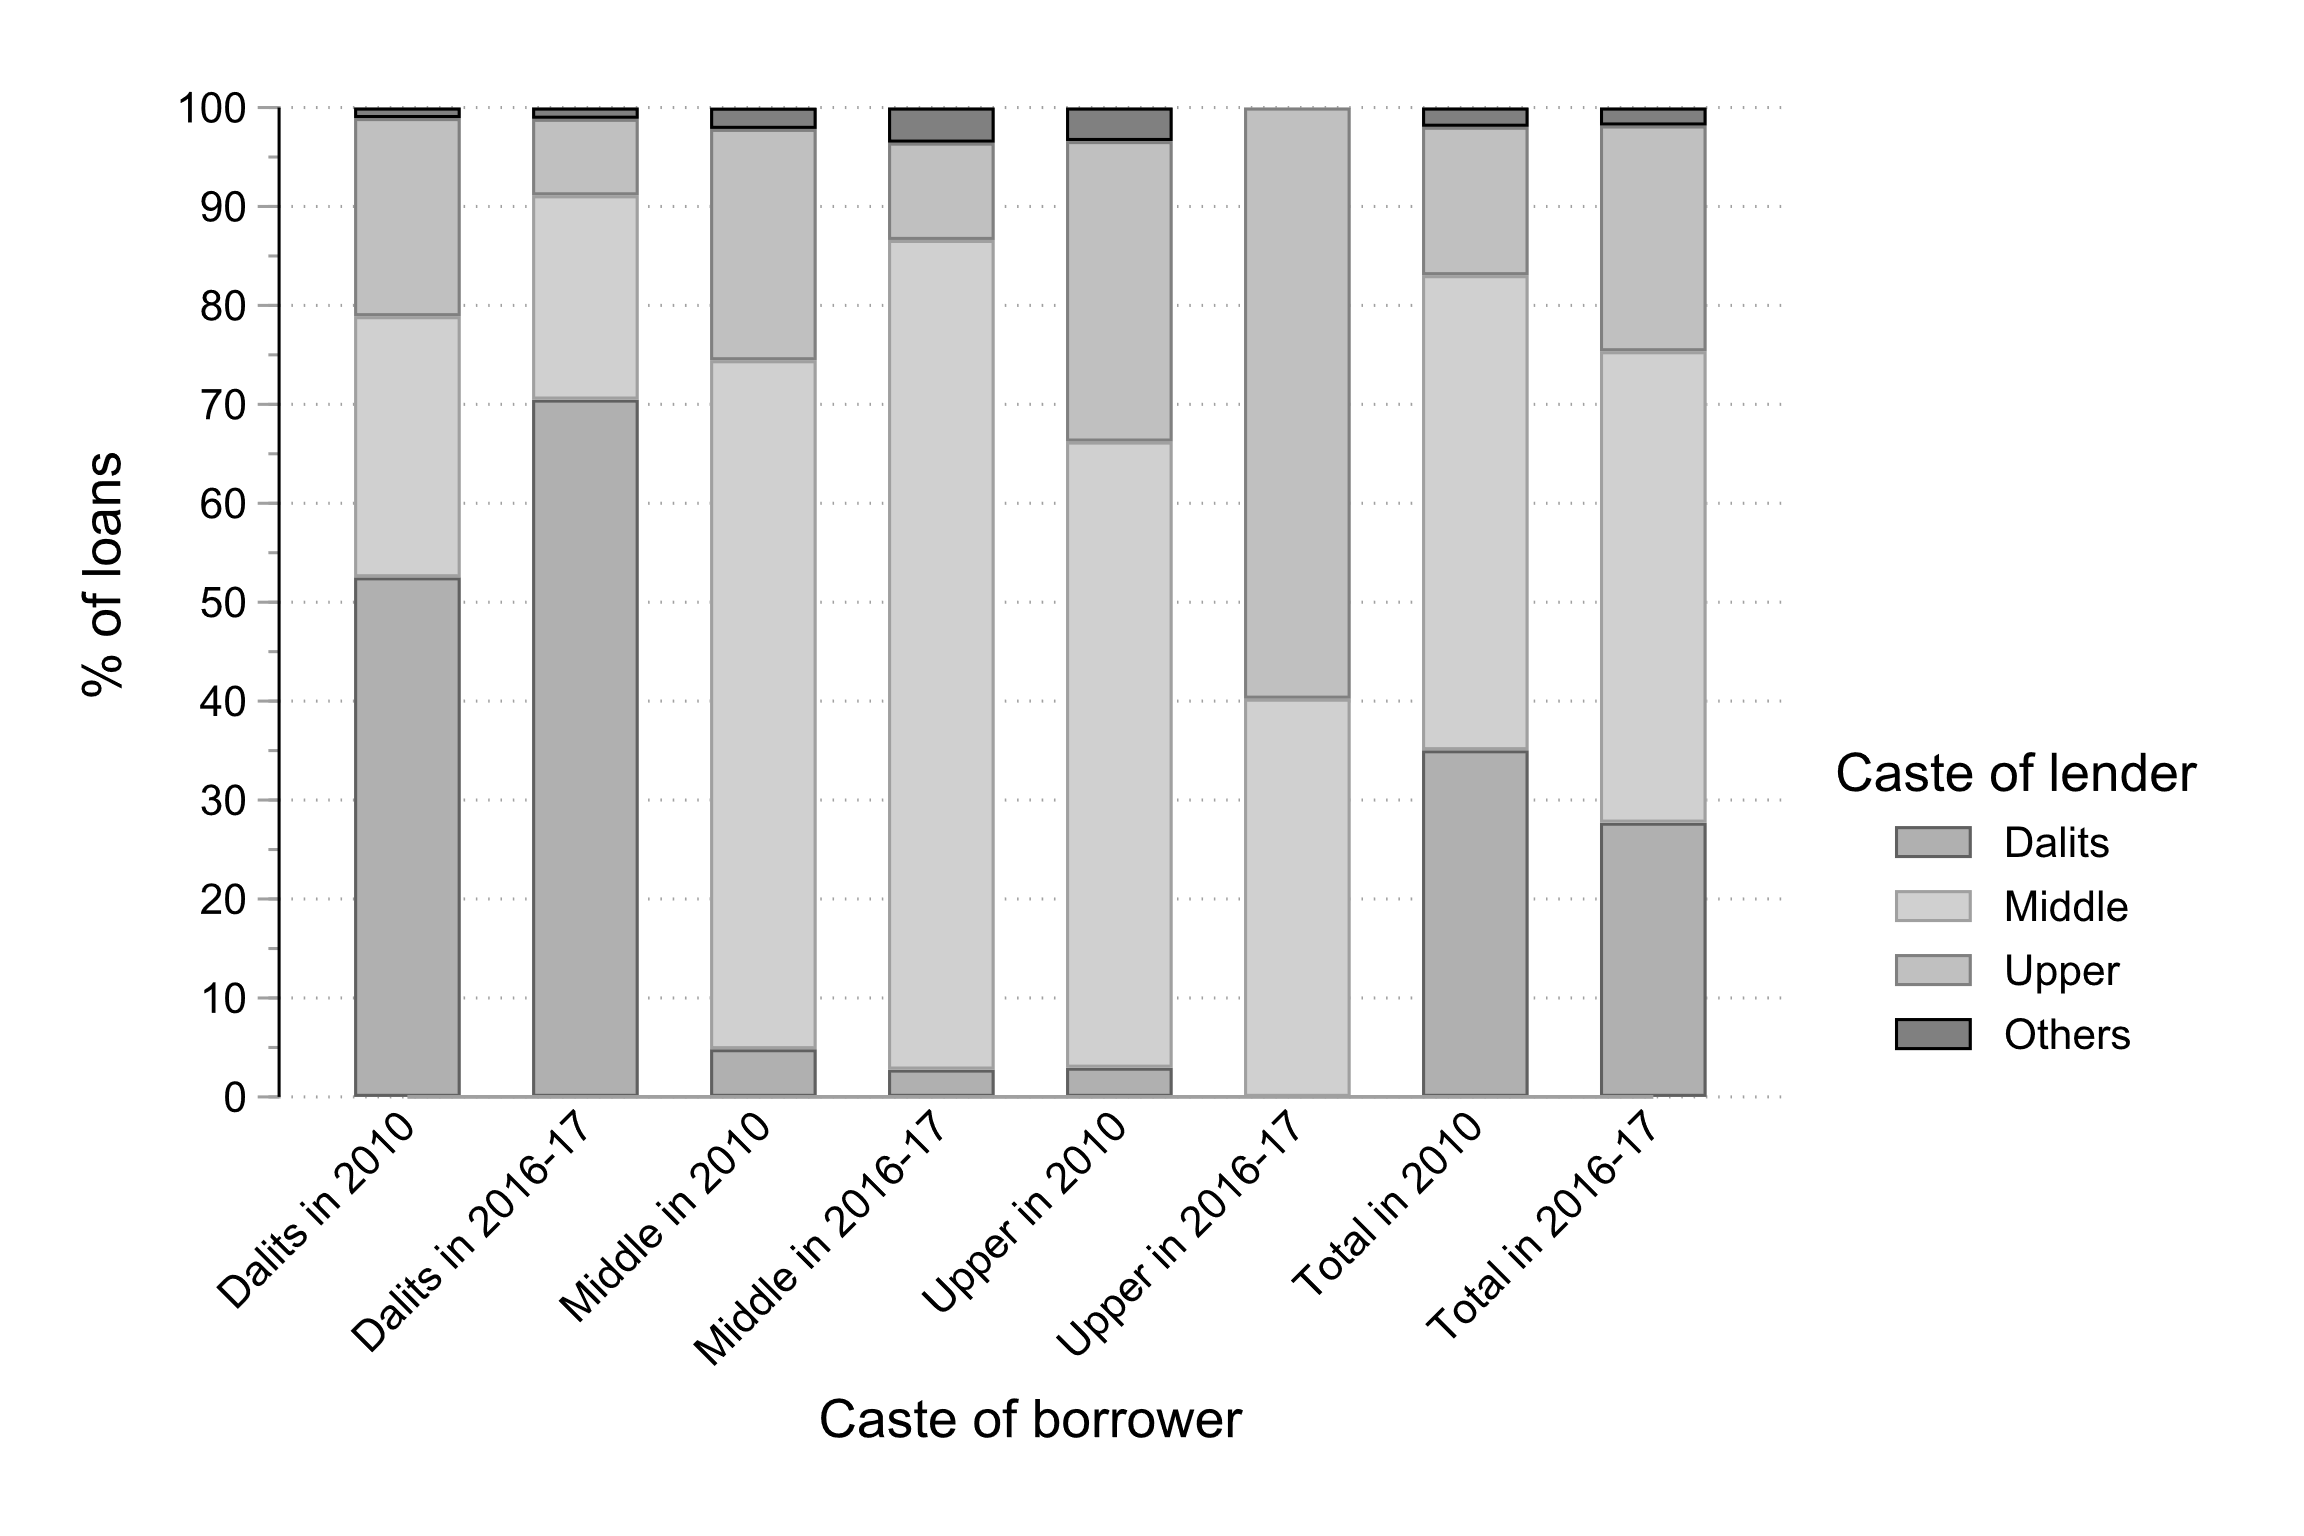 100
90
80
70
60
50
40
30
20
10
0
% of loans
Dalits in 2010
Dalits in 2016-17
Middle in 2010
Middle in 2016-17
Upper in 2010
Upper in 2016-17
Total in 2010
Total in 2016-17
Caste of borrower
Caste of lender
Dalits
Middle
Upper
Others